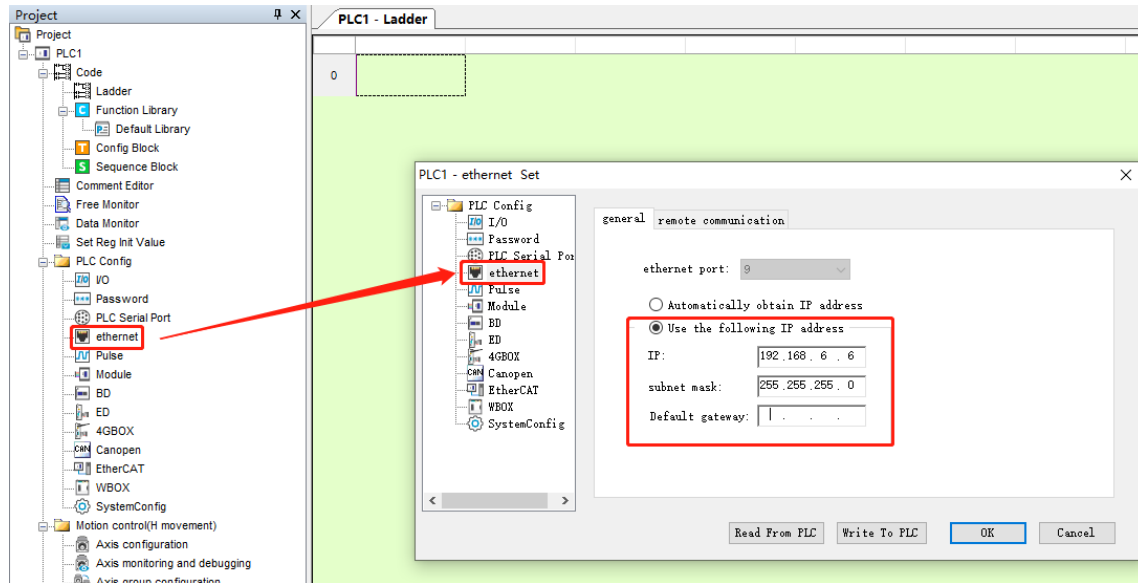 Project
Project
PLC1
Code
Ladder
Function Library
Default Library
Config Block
Sequence Block
Comment Editor
Free Monitor
Data Monitor
Set Reg Init Value
PLC Config
I/O
Password
PLC Serial Port
ethernet
Pulse
Module
BD
ED
4GBOX
Canopen
EtherCAT
WBOX
SystemConfig
Motion control(H movement)
Axis configuration
Axis monitoring and debugging
Axis group configuration
PLC1 - Ladder
0
PLC1 - ethernet Set
PLC Config
I/O
Password
PLC Serial Por
ethernet
Pulse
Module
BD
ED
4GBOX
Canopen
EtherCAT
WBOX
SystemConfig
general remote communication
ethernet port: 9
Automatically obtain IP address
Use the following IP address
IP: 192 .168 . 6 . 6
subnet mask: 255 .255 .255 . 0
Default gateway: . . .
Read From PLC Write To PLC OK Cancel